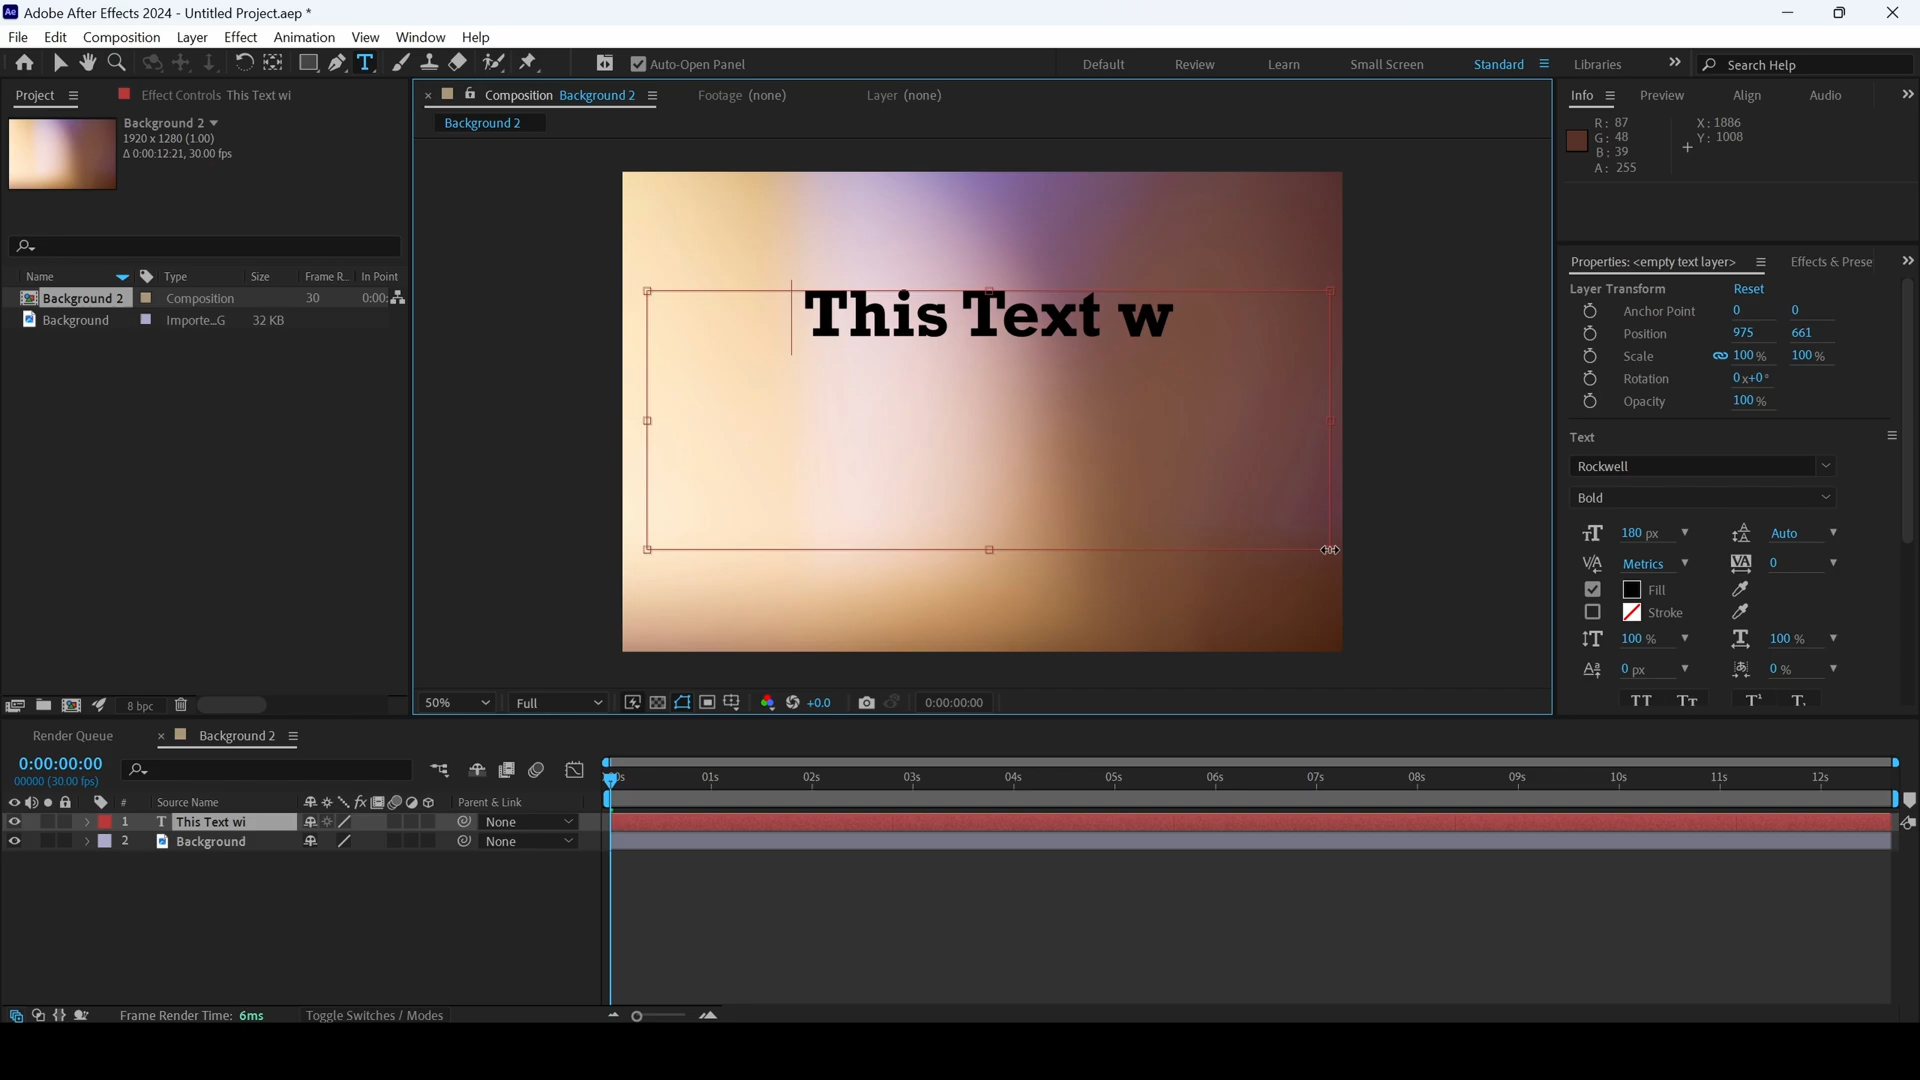 Adobe After Effects 2024 - Untitled Project.aep *
File Edit Composition Layer Effect Animation View Window Help
Auto-Open Panel Default Review Learn Small Screen Standard Libraries Search Help
Project Effect Controls This Text wi
Composition Background 2 Footage (none) Layer (none)
Background 2
Info Preview Align Audio
Background 2
1920 x 1280 (1.00)
Δ 0:00:12:21, 30.00 fps
R: 87
G: 48
B: 39
A: 255
X: 1886
Y: 1008
Name Type Size Frame R... In Point
Background 2 Composition 30 0:00:
Background Importe...G 32 KB
This Text w
Properties: <empty text layer> Effects & Prese
Layer Transform Reset
Anchor Point 0 0
Position 975 661
Scale 100 % 100 %
Rotation 0x+0°
Opacity 100 %
Text
Rockwell
Bold
180 px Auto
Metrics 0
Fill
Stroke
100 % 100 %
0 px 0 %
8 bpc
50% Full +0.0 0:00:00:00
Render Queue Background 2
0:00:00:00
00000 (30.00 fps)
01s 02s 03s 04s 05s 06s 07s 08s 09s 10s 11s 12s
# Source Name Parent & Link
1 T This Text wi None
2 Background None
Frame Render Time: 6ms Toggle Switches / Modes